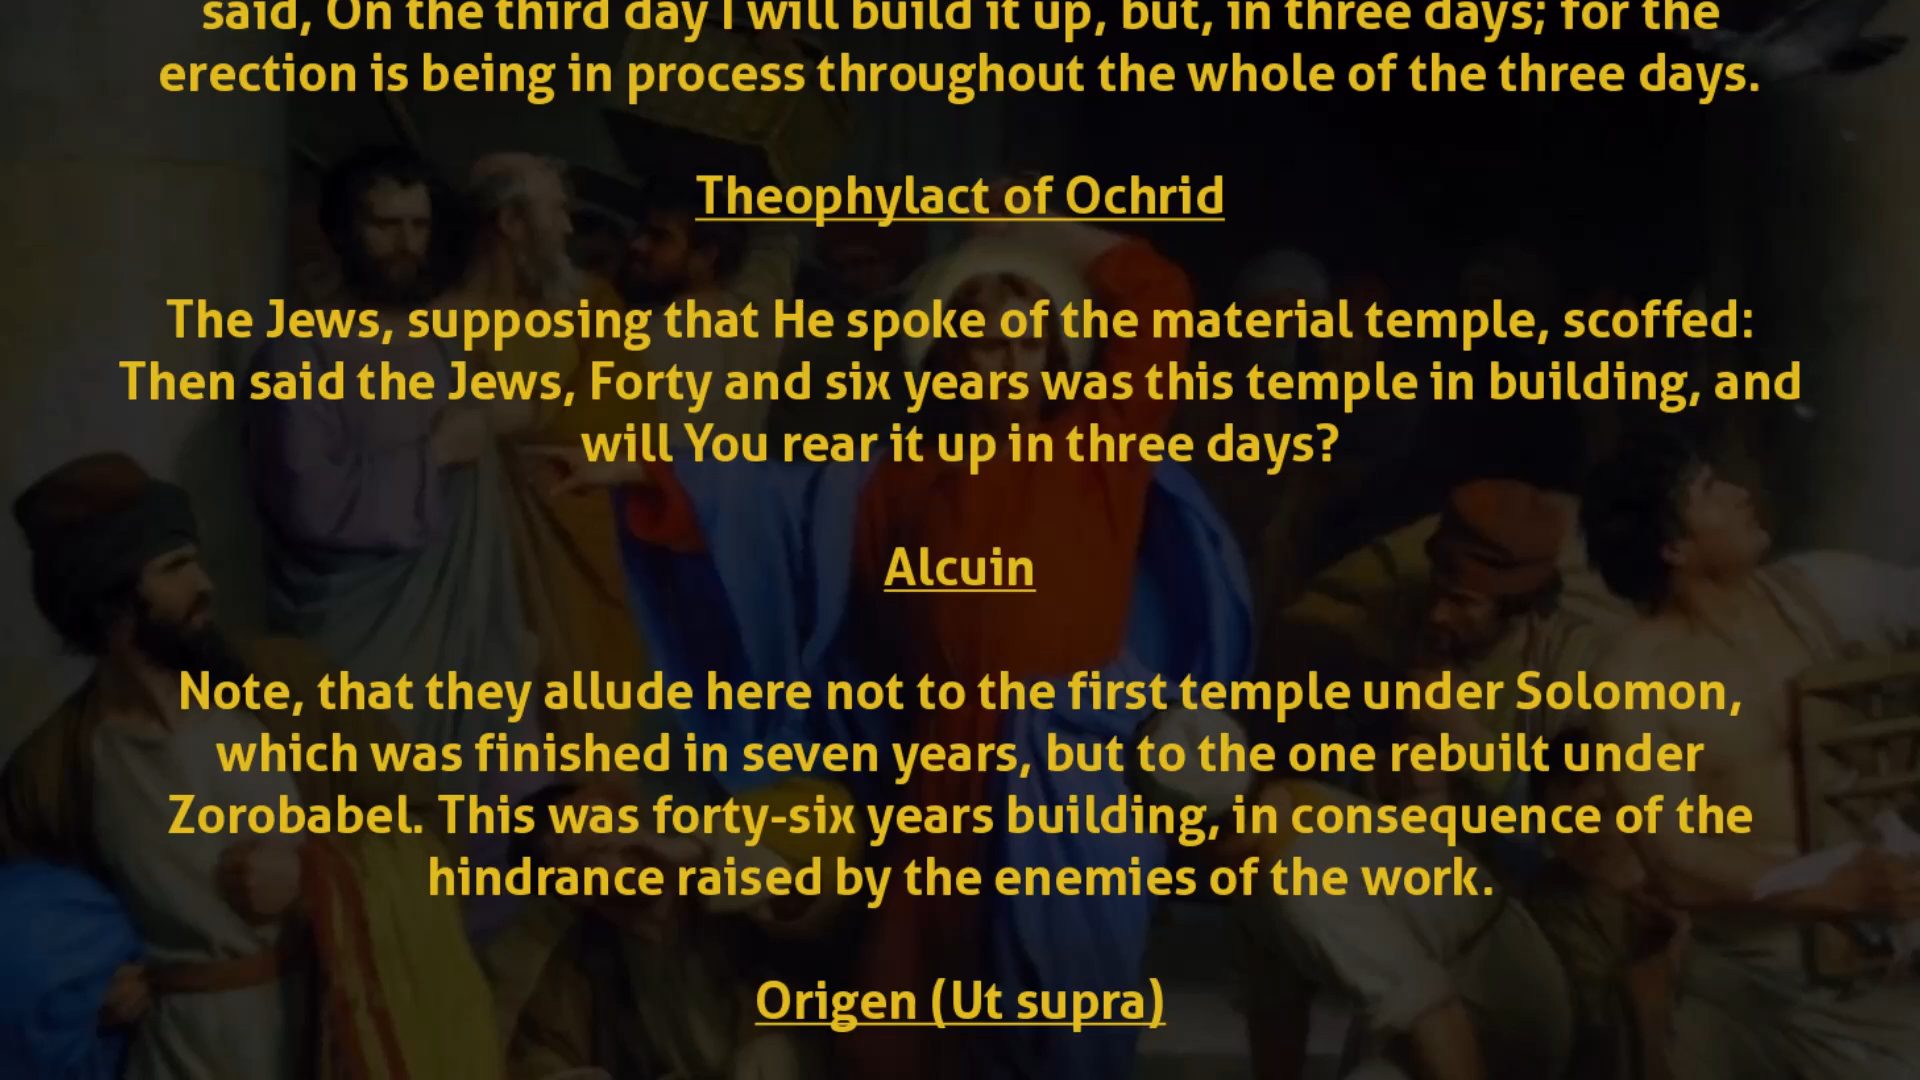 said, On the third day I will build it up, but, in three days; for the
erection is being in process throughout the whole of the three days.
Theophylact of Ochrid
The Jews, supposing that He spoke of the material temple, scoffed:
Then said the Jews, Forty and six years was this temple in building, and
will You rear it up in three days?
Alcuin
Note, that they allude here not to the first temple under Solomon,
which was finished in seven years, but to the one rebuilt under
Zorobabel. This was forty-six years building, in consequence of the
hindrance raised by the enemies of the work.
Origen (Ut supra)